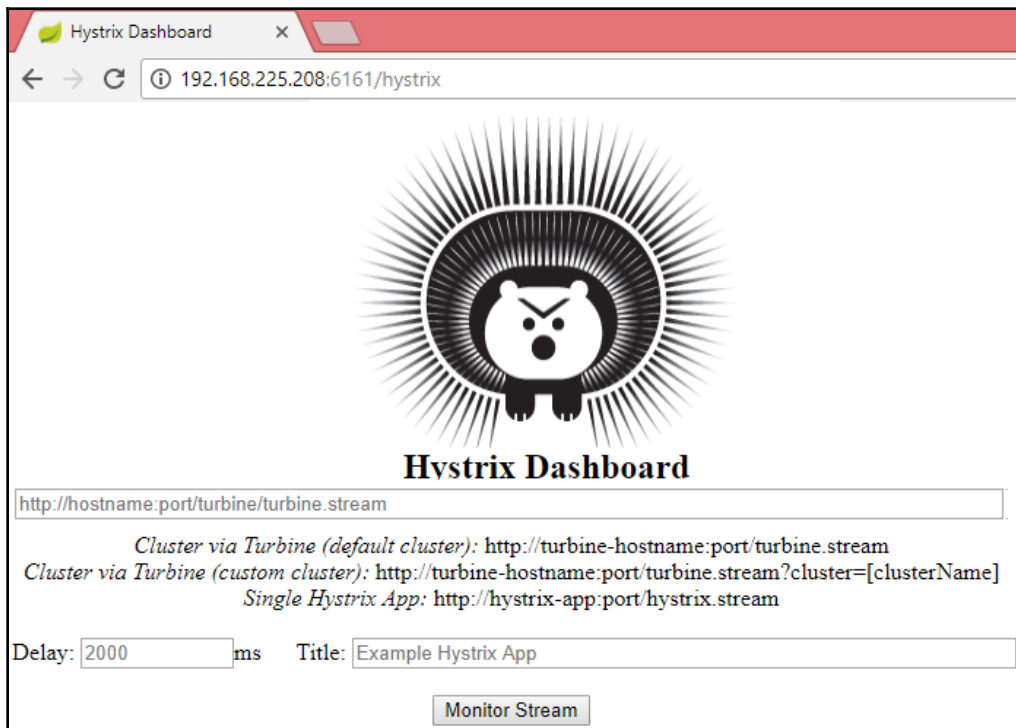 Hystrix Dashboard
192.168.225.208:6161/hystrix
Hystrix Dashboard
http://hostname:port/turbine/turbine.stream
Cluster via Turbine (default cluster): http://turbine-hostname:port/turbine.stream
Cluster via Turbine (custom cluster): http://turbine-hostname:port/turbine.stream?cluster=[clusterName]
Single Hystrix App: http://hystrix-app:port/hystrix.stream
Delay: 2000 ms Title: Example Hystrix App
Monitor Stream